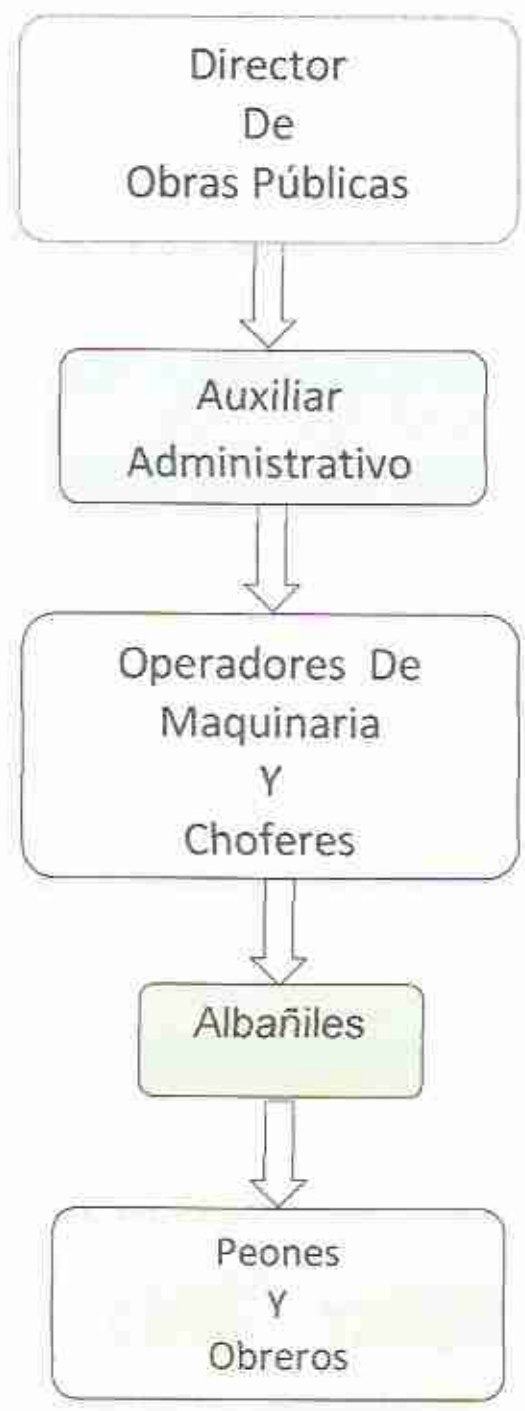 Director
De
Obras Públicas
Auxiliar
Administrativo
Operadores De
Maquinaria
Y
Choferes
Albañiles
Peones
Y
Obreros